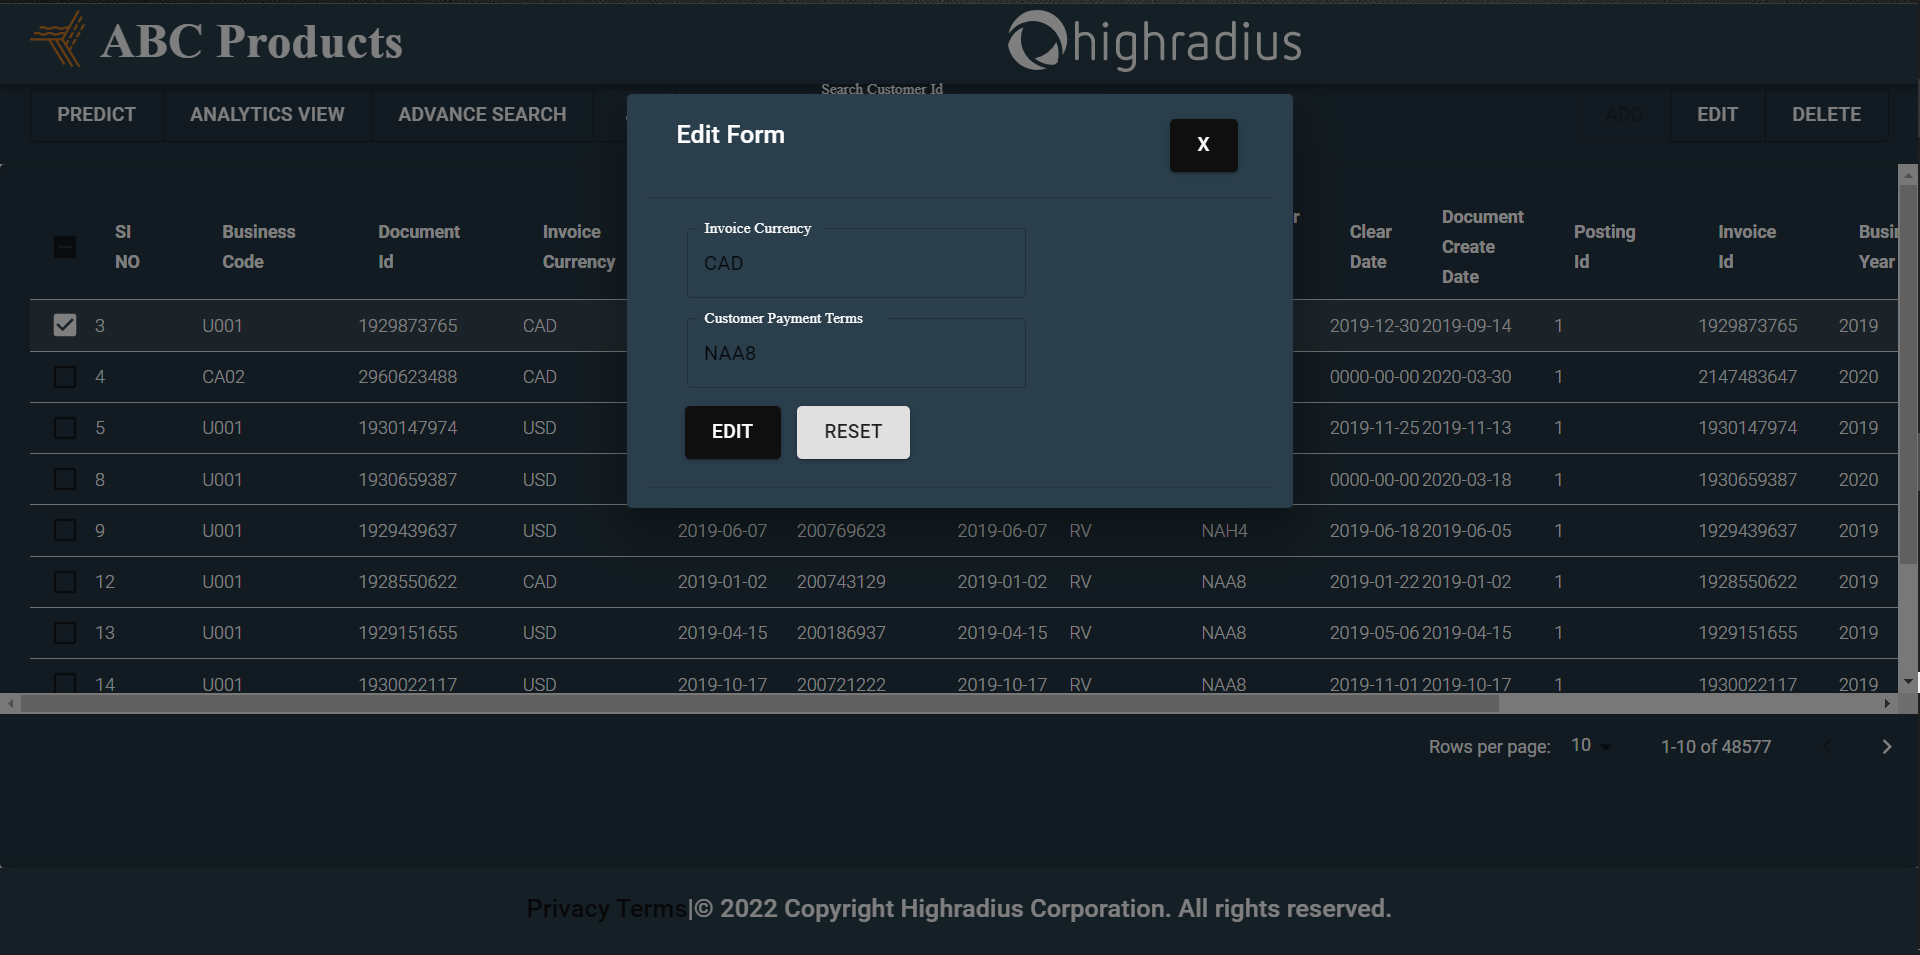 ABC Products
highradius
Search Customer Id
PREDICT ANALYTICS VIEW ADVANCE SEARCH ADD EDIT DELETE
Edit Form X
SI NO Business Code Document Id Invoice Currency Clear Date Document Create Date Posting Id Invoice Id Busi Year
Invoice Currency
CAD
Customer Payment Terms
NAA8
EDIT RESET
3 U001 1929873765 CAD 2019-12-30 2019-09-14 1 1929873765 2019
4 CA02 2960623488 CAD 0000-00-00 2020-03-30 1 2147483647 2020
5 U001 1930147974 USD 2019-11-25 2019-11-13 1 1930147974 2019
8 U001 1930659387 USD 0000-00-00 2020-03-18 1 1930659387 2020
9 U001 1929439637 USD 2019-06-07 200769623 2019-06-07 RV NAH4 2019-06-18 2019-06-05 1 1929439637 2019
12 U001 1928550622 CAD 2019-01-02 200743129 2019-01-02 RV NAA8 2019-01-22 2019-01-02 1 1928550622 2019
13 U001 1929151655 USD 2019-04-15 200186937 2019-04-15 RV NAA8 2019-05-06 2019-04-15 1 1929151655 2019
14 U001 1930022117 USD 2019-10-17 200721222 2019-10-17 RV NAA8 2019-11-01 2019-10-17 1 1930022117 2019
Rows per page: 10 1-10 of 48577
Privacy Terms|© 2022 Copyright Highradius Corporation. All rights reserved.